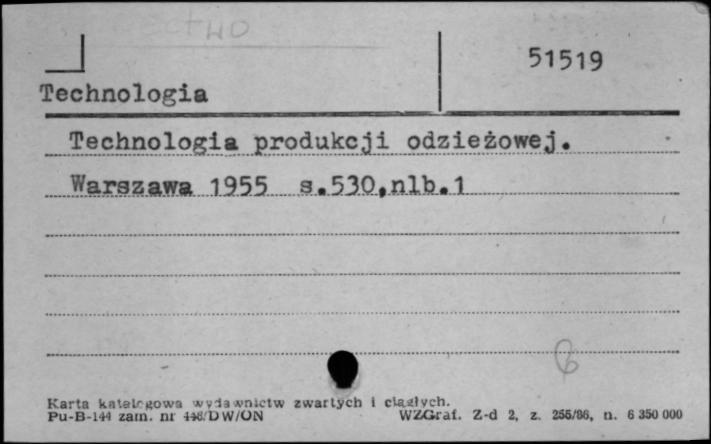 51519
Technologia
Technologia produkcji odzieżowej.
Warszawa 1955 s.530,nlb.1
Karta katalogowa wydawnictw zwartych i ciągłych.
Pu-B-144 zam. nr 448/DW/ON WZGraf. Z-d 2, z. 255/86, n. 6 350 000